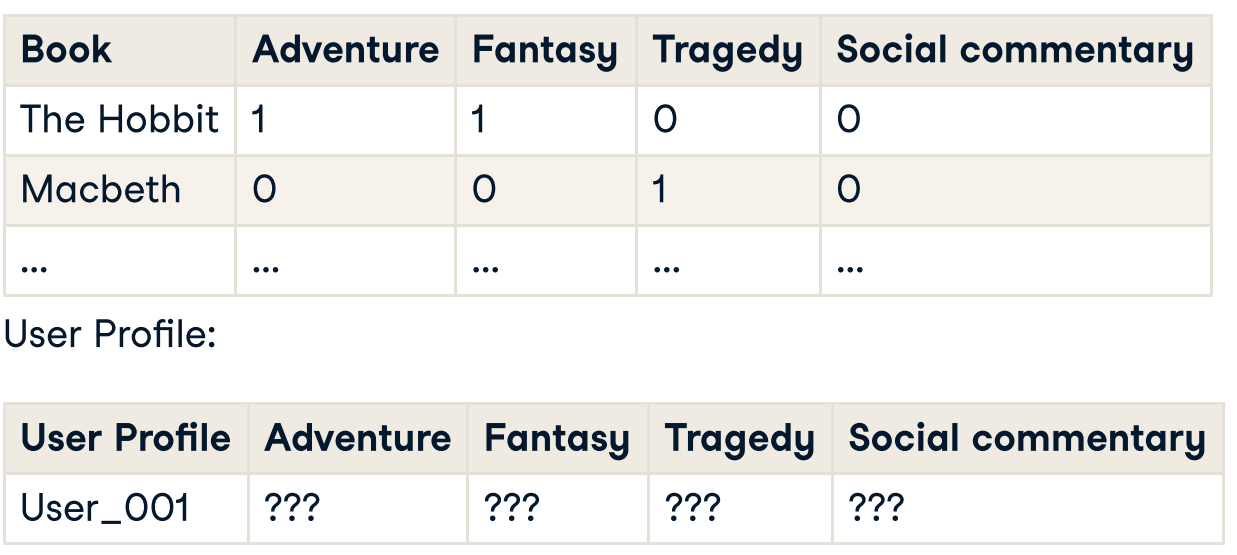 Book Adventure Fantasy Tragedy Social commentary
The Hobbit 1 1 0 0
Macbeth 0 0 1 0
... ... ... ... ...
User Profile:
User Profile Adventure Fantasy Tragedy Social commentary
User_001 ??? ??? ??? ???